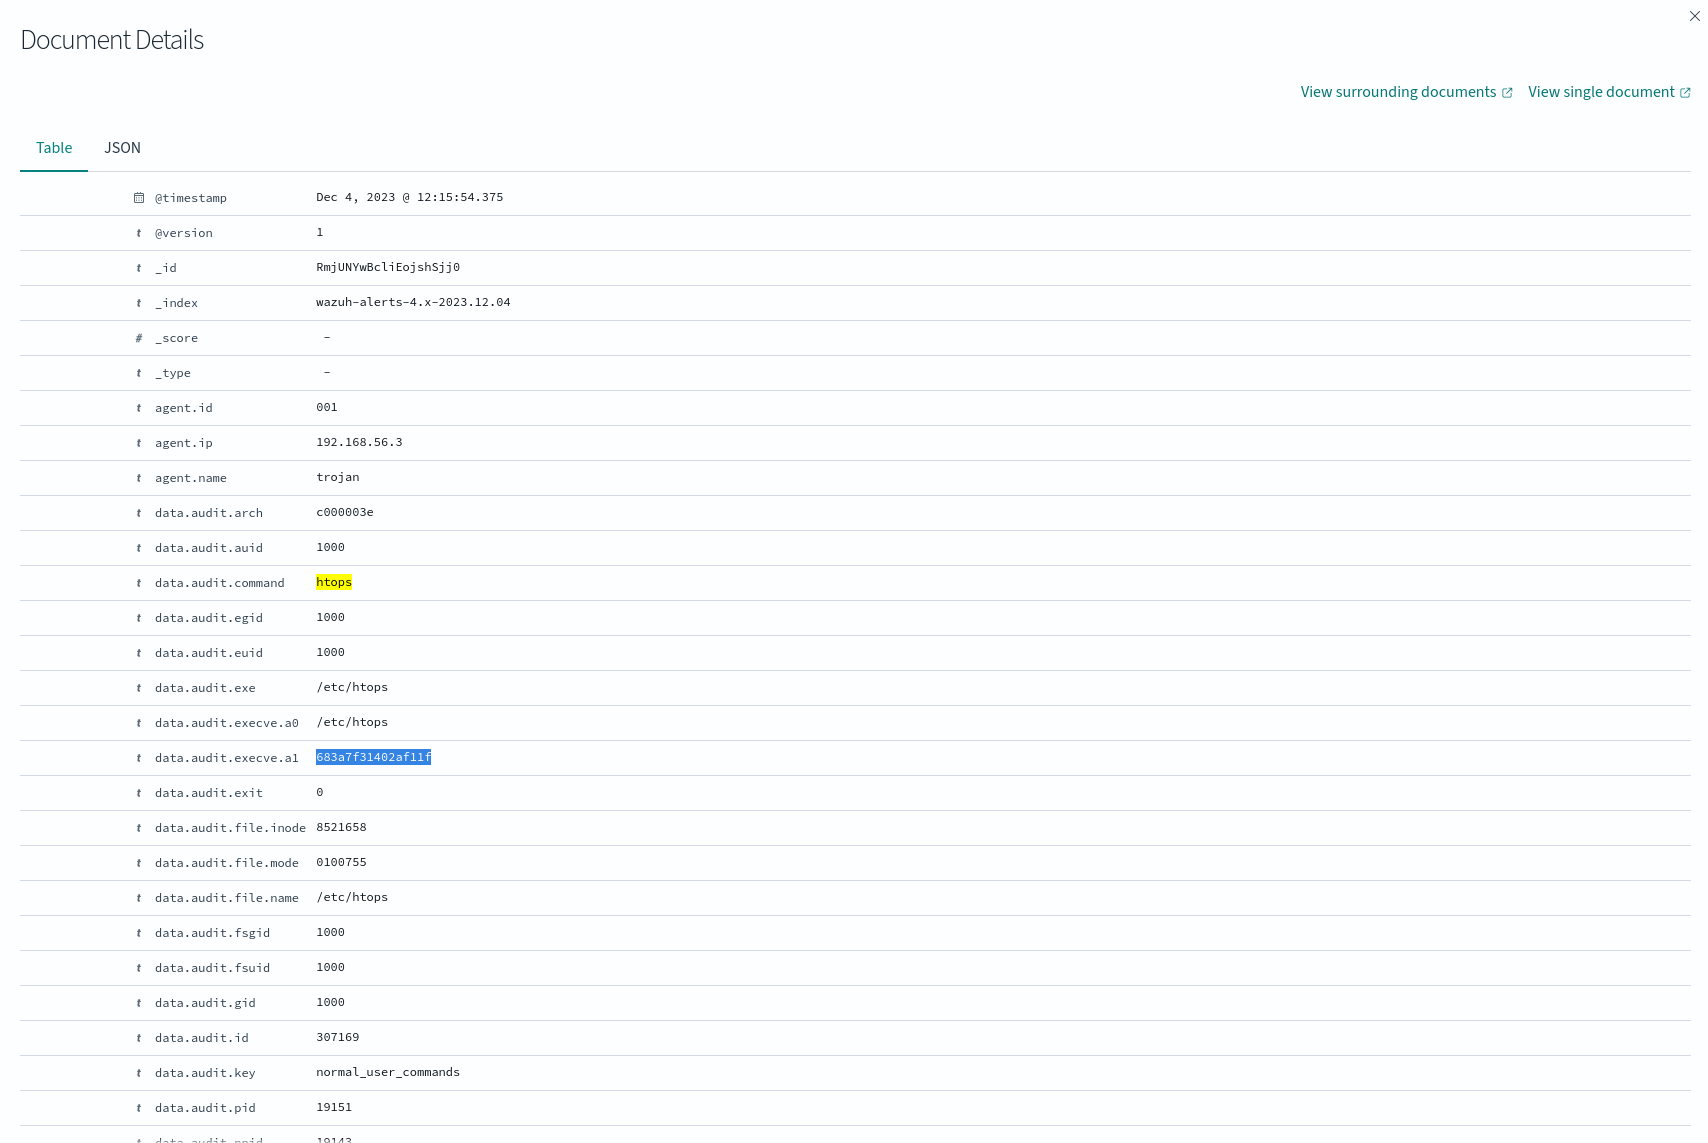 Document Details
View surrounding documents View single document
Table JSON
@timestamp Dec 4, 2023 @ 12:15:54.375
t @version 1
t _id RmjUNYwBcliEojshSjj0
t _index wazuh-alerts-4.x-2023.12.04
# _score -
t _type -
t agent.id 001
t agent.ip 192.168.56.3
t agent.name trojan
t data.audit.arch c000003e
t data.audit.auid 1000
t data.audit.command htops
t data.audit.egid 1000
t data.audit.euid 1000
t data.audit.exe /etc/htops
t data.audit.execve.a0 /etc/htops
t data.audit.execve.a1 683a7f31402af11f
t data.audit.exit 0
t data.audit.file.inode 8521658
t data.audit.file.mode 0100755
t data.audit.file.name /etc/htops
t data.audit.fsgid 1000
t data.audit.fsuid 1000
t data.audit.gid 1000
t data.audit.id 307169
t data.audit.key normal_user_commands
t data.audit.pid 19151
t data.audit.ppid 19143